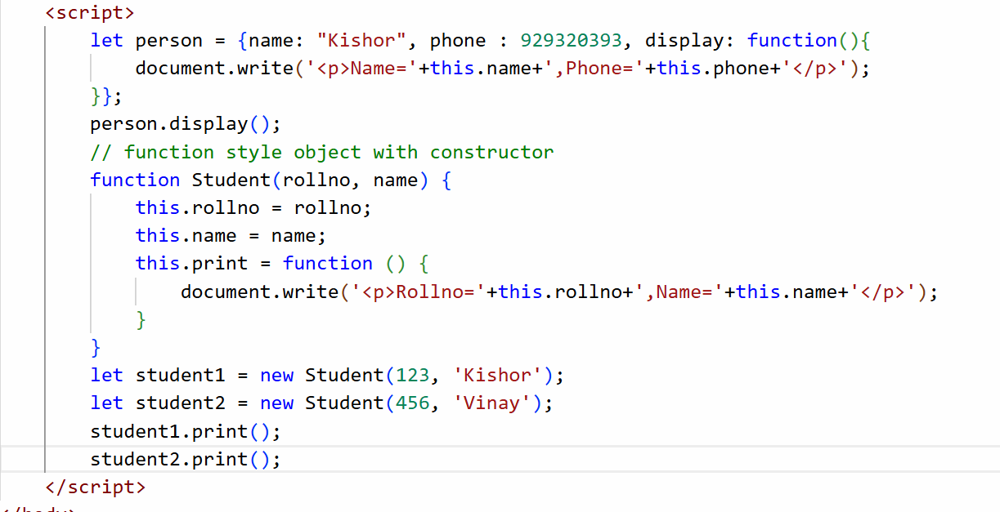 <script>
let person = {name: "Kishor", phone : 929320393, display: function(){
document.write('<p>Name='+this.name+',Phone='+this.phone+'</p>');
}};
person.display();
// function style object with constructor
function Student(rollno, name) {
this.rollno = rollno;
this.name = name;
this.print = function () {
document.write('<p>Rollno='+this.rollno+',Name='+this.name+'</p>');
}
}
let student1 = new Student(123, 'Kishor');
let student2 = new Student(456, 'Vinay');
student1.print();
student2.print();
</script>